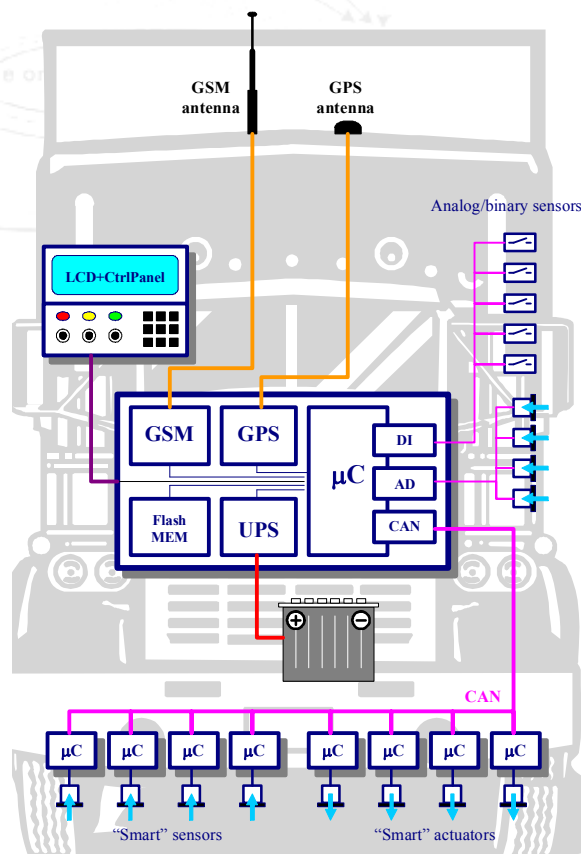 e or
GSM
antenna
GPS
antenna
Analog/binary sensors
LCD+CtrlPanel
GSM
GPS
µC
DI
AD
CAN
Flash
MEM
UPS
CAN
µC
µC
µC
µC
µC
µC
µC
µC
“Smart” sensors
“Smart” actuators